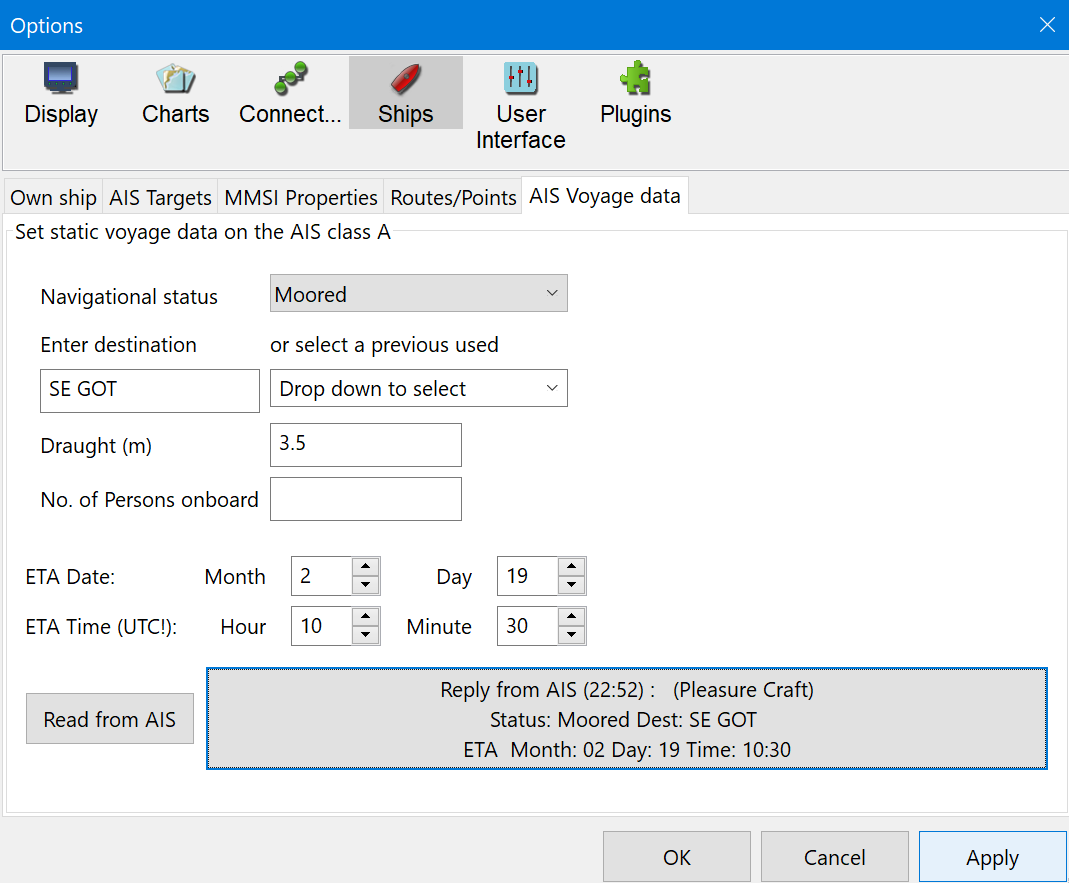 Options
Display
Charts
Connect...
Ships
User
Interface
Plugins
Own ship
AIS Targets
MMSI Properties
Routes/Points
AIS Voyage data
Set static voyage data on the AIS class A
Navigational status
Moored
Enter destination
or select a previous used
SE GOT
Drop down to select
Draught (m)
3.5
No. of Persons onboard
ETA Date:
Month
2
Day
19
ETA Time (UTC!):
Hour
10
Minute
30
Read from AIS
Reply from AIS (22:52) : (Pleasure Craft)
Status: Moored Dest: SE GOT
ETA Month: 02 Day: 19 Time: 10:30
OK
Cancel
Apply